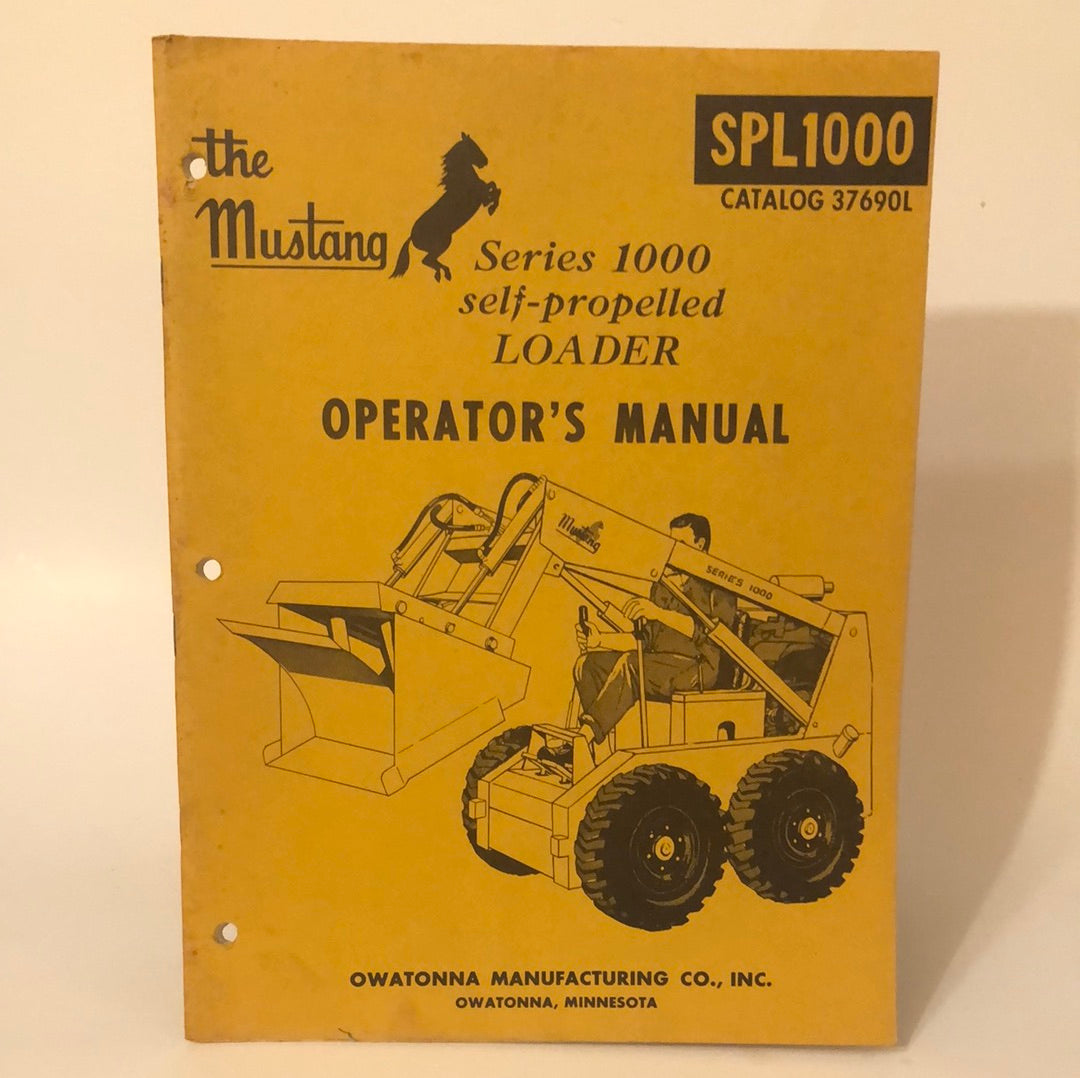 the
Mustang
SPL1000
CATALOG 37690L
Series 1000
self-propelled
LOADER
OPERATOR'S MANUAL
Mustang
SERIES 1000
OWATONNA MANUFACTURING CO., INC.
OWATONNA, MINNESOTA